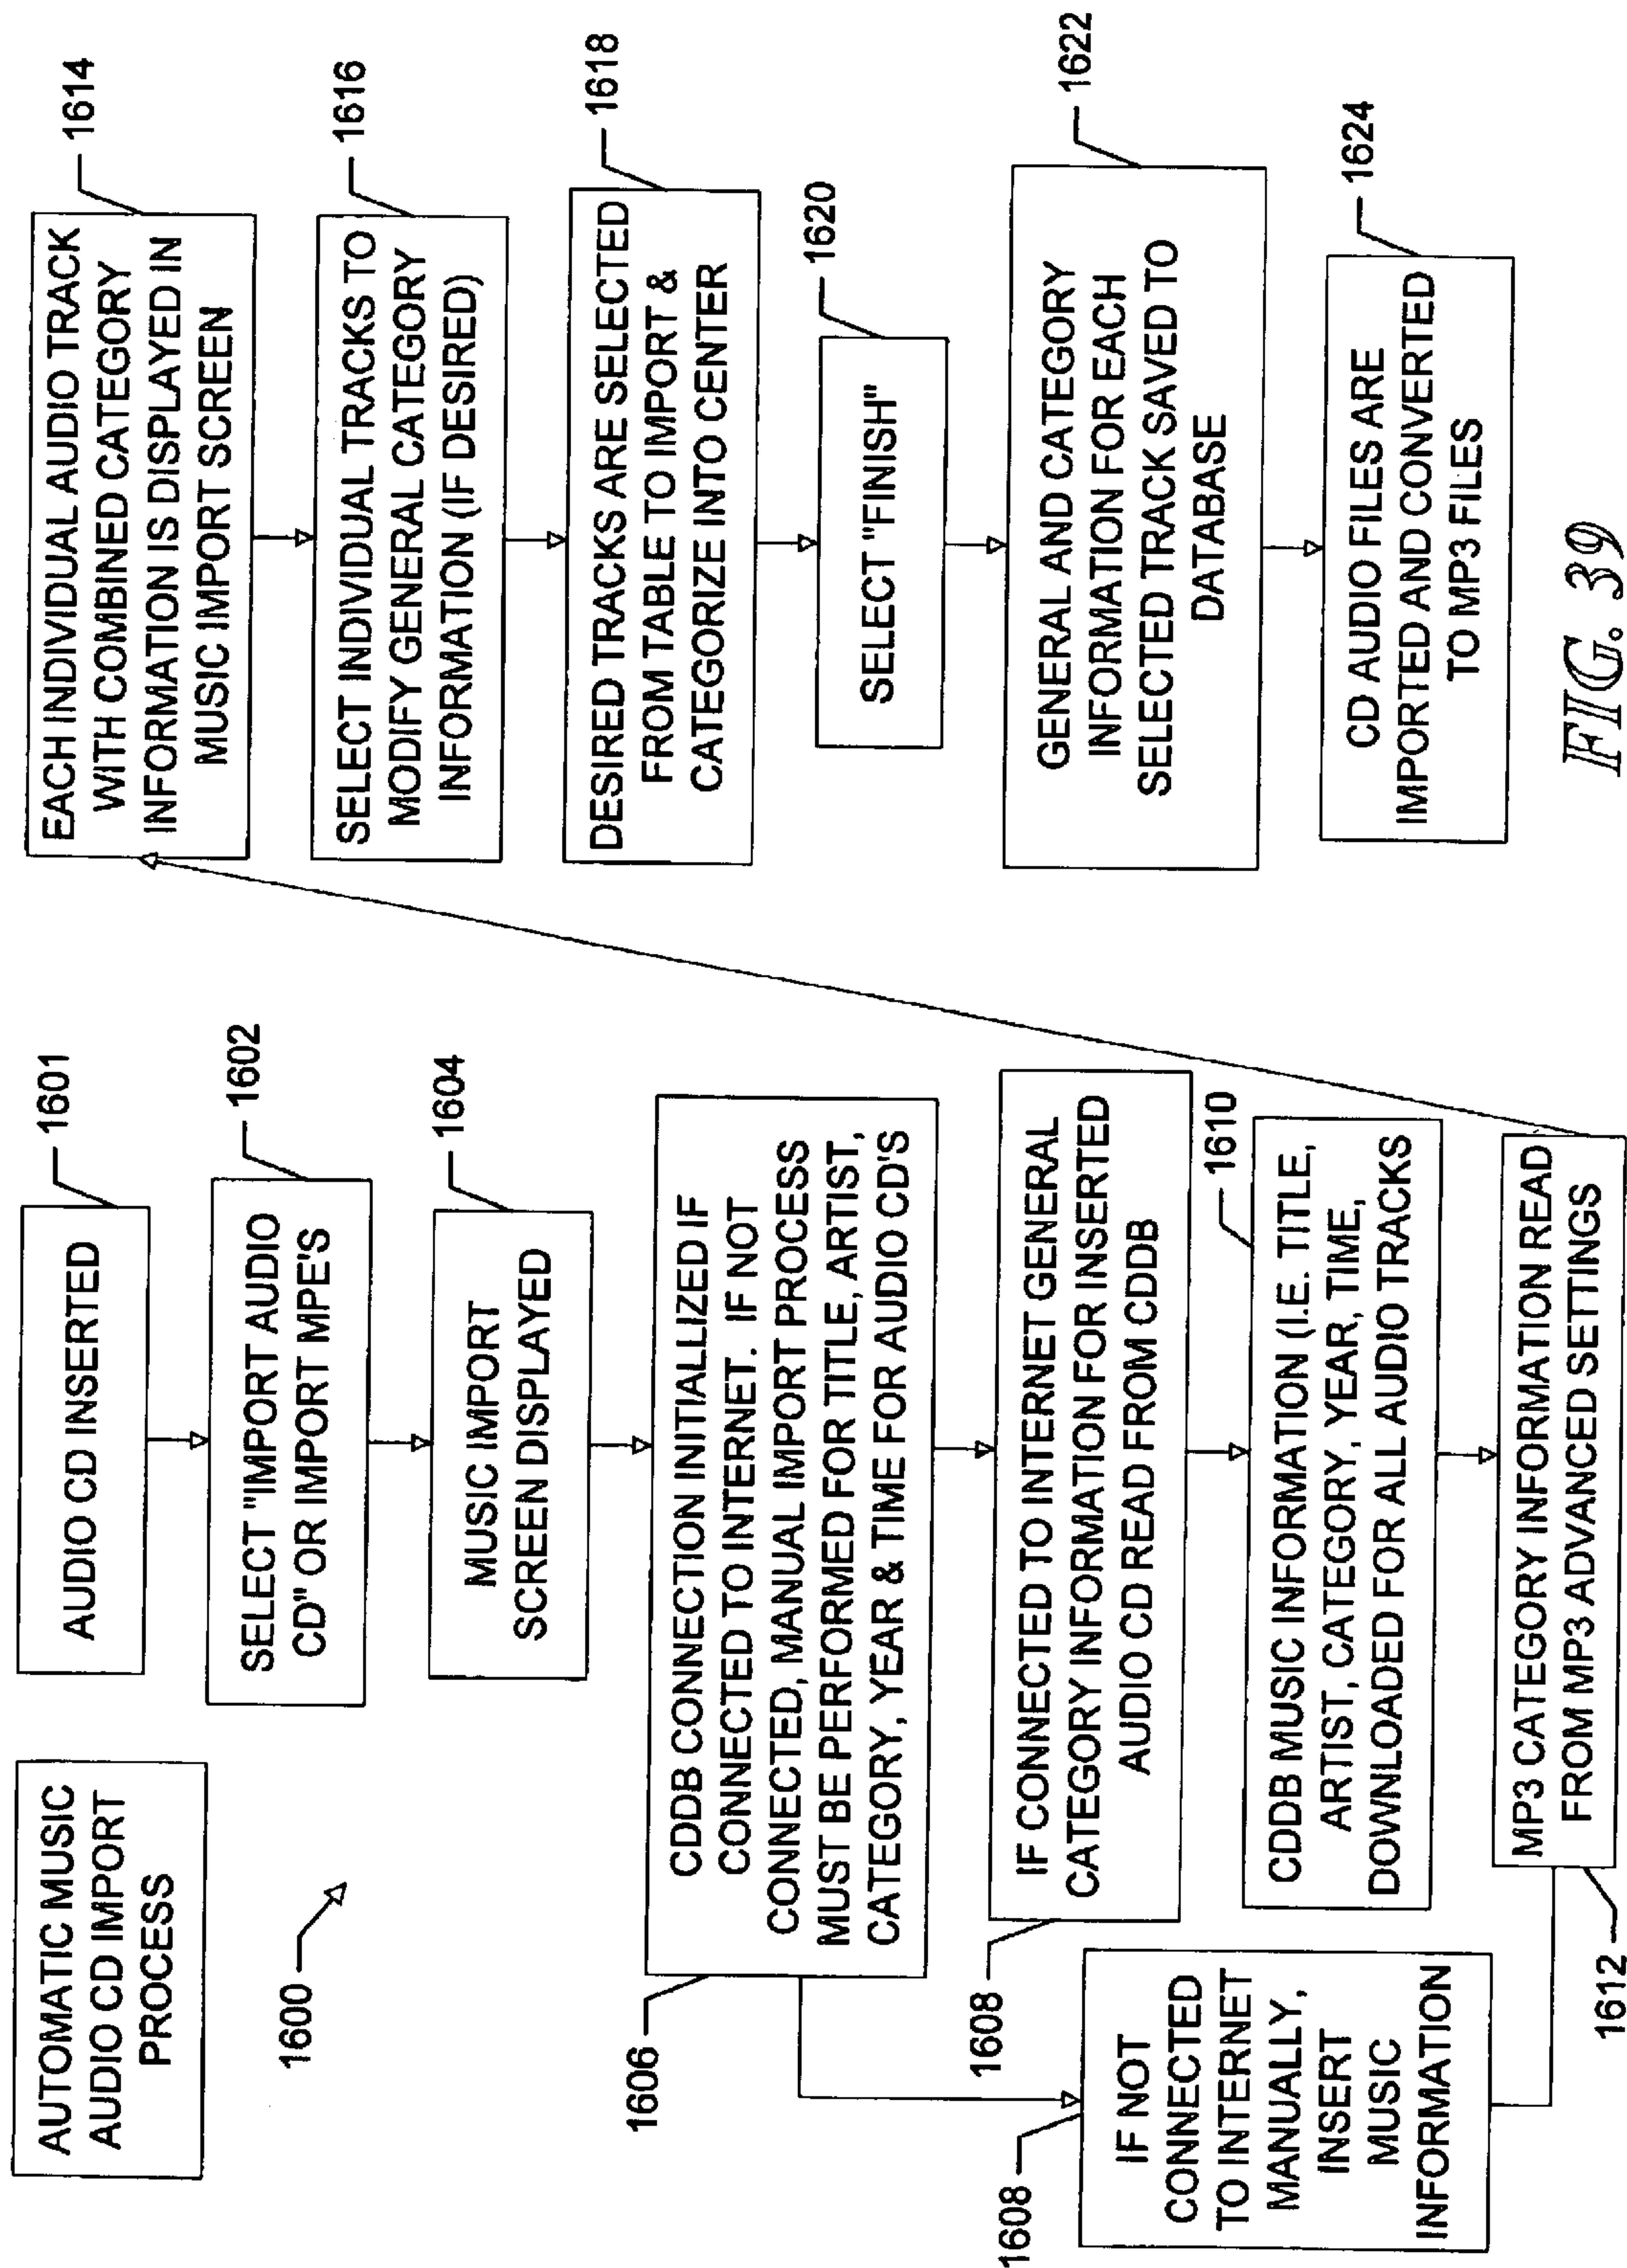 AUTOMATIC MUSIC
AUDIO CD IMPORT
PROCESS
1600
AUDIO CD INSERTED
1601
SELECT "IMPORT AUDIO
CD" OR IMPORT MPE'S
1602
MUSIC IMPORT
SCREEN DISPLAYED
1604
CDDB CONNECTION INITIALLIZED IF
CONNECTED TO INTERNET. IF NOT
CONNECTED, MANUAL IMPORT PROCESS
MUST BE PERFORMED FOR TITLE, ARTIST,
CATEGORY, YEAR & TIME FOR AUDIO CD'S
1606
IF CONNECTED TO INTERNET GENERAL
CATEGORY INFORMATION FOR INSERTED
AUDIO CD READ FROM CDDB
1608
IF NOT
CONNECTED
TO INTERNET
MANUALLY,
INSERT
MUSIC
INFORMATION
1608
CDDB MUSIC INFORMATION (I.E. TITLE,
ARTIST, CATEGORY, YEAR, TIME,
DOWNLOADED FOR ALL AUDIO TRACKS
1610
MP3 CATEGORY INFORMATION READ
FROM MP3 ADVANCED SETTINGS
1612
EACH INDIVIDUAL AUDIO TRACK
WITH COMBINED CATEGORY
INFORMATION IS DISPLAYED IN
MUSIC IMPORT SCREEN
1614
SELECT INDIVIDUAL TRACKS TO
MODIFY GENERAL CATEGORY
INFORMATION (IF DESIRED)
1616
DESIRED TRACKS ARE SELECTED
FROM TABLE TO IMPORT &
CATEGORIZE INTO CENTER
1618
SELECT "FINISH"
1620
GENERAL AND CATEGORY
INFORMATION FOR EACH
SELECTED TRACK SAVED TO
DATABASE
1622
CD AUDIO FILES ARE
IMPORTED AND CONVERTED
TO MP3 FILES
1624
FIG. 39